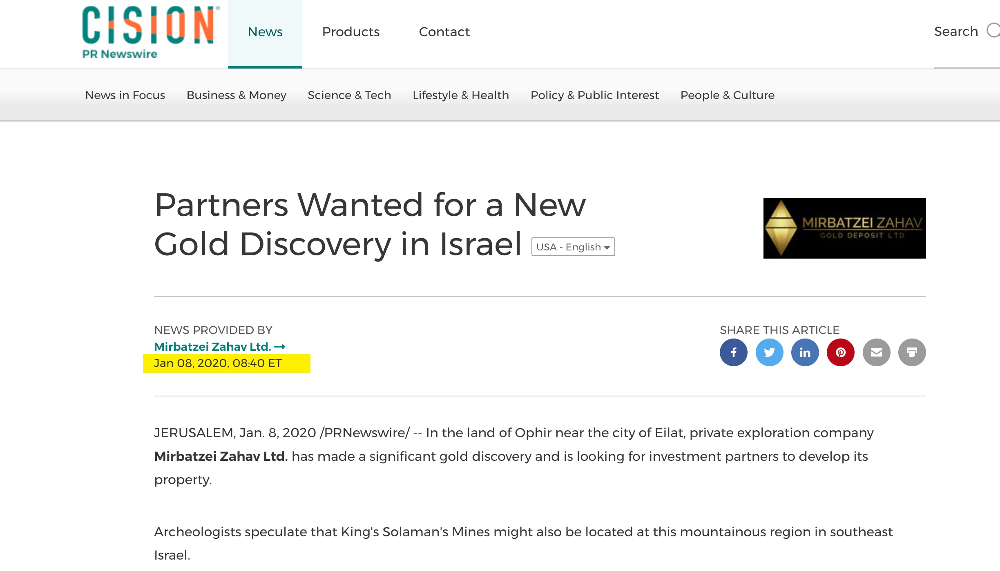 CISION®
PR Newswire
News
Products
Contact
Search
News in Focus
Business & Money
Science & Tech
Lifestyle & Health
Policy & Public Interest
People & Culture
Partners Wanted for a New
Gold Discovery in Israel
USA - English
MIRBATZEI ZAHAV
GOLD DEPOSIT LTD.
NEWS PROVIDED BY
Mirbatzei Zahav Ltd.
Jan 08, 2020, 08:40 ET
SHARE THIS ARTICLE
JERUSALEM, Jan. 8, 2020 /PRNewswire/ -- In the land of Ophir near the city of Eilat, private exploration company
Mirbatzei Zahav Ltd. has made a significant gold discovery and is looking for investment partners to develop its
property.
Archeologists speculate that King's Solaman's Mines might also be located at this mountainous region in southeast
Israel.